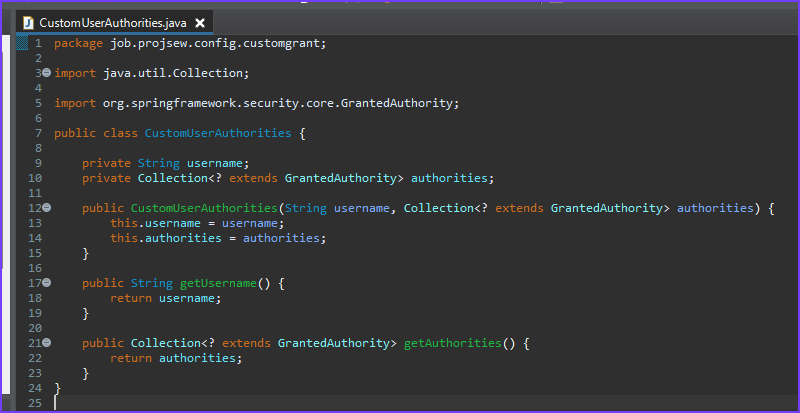 CustomUserAuthorities.java
1 package job.projsew.config.customgrant;
2
3 import java.util.Collection;
4
5 import org.springframework.security.core.GrantedAuthority;
6
7 public class CustomUserAuthorities {
8
9     private String username;
10     private Collection<? extends GrantedAuthority> authorities;
11
12     public CustomUserAuthorities(String username, Collection<? extends GrantedAuthority> authorities) {
13         this.username = username;
14         this.authorities = authorities;
15     }
16
17     public String getUsername() {
18         return username;
19     }
20
21     public Collection<? extends GrantedAuthority> getAuthorities() {
22         return authorities;
23     }
24 }
25